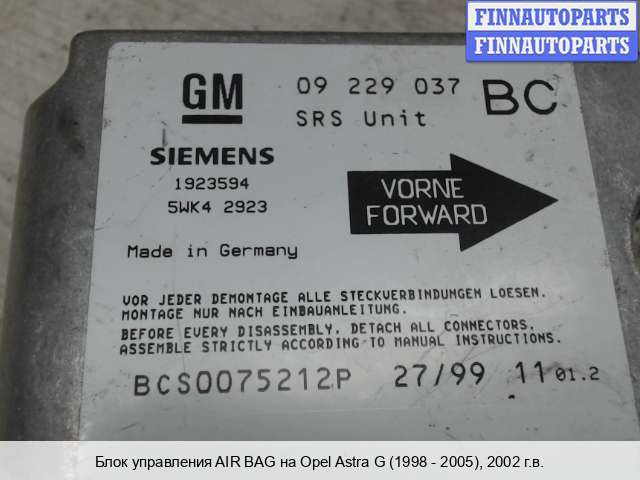 FINNAUTOPARTS
FINNAUTOPARTS
GM
09 229 037 BC
SRS Unit
SIEMENS
1923594
5WK4 2923
VORNE
FORWARD
Made in Germany
VOR JEDER DEMONTAGE ALLE STECKVERBINDUNGEN LOESEN.
MONTAGE NUR NACH EINBAUANLEITUNG.
BEFORE EVERY DISASSEMBLY, DETACH ALL CONNECTORS.
ASSEMBLE STRICTLY ACCORDING TO MANUAL INSTRUCTIONS.
BCS0075212P 27/99 11 01.2
Блок управления AIR BAG на Opel Astra G (1998 - 2005), 2002 г.в.